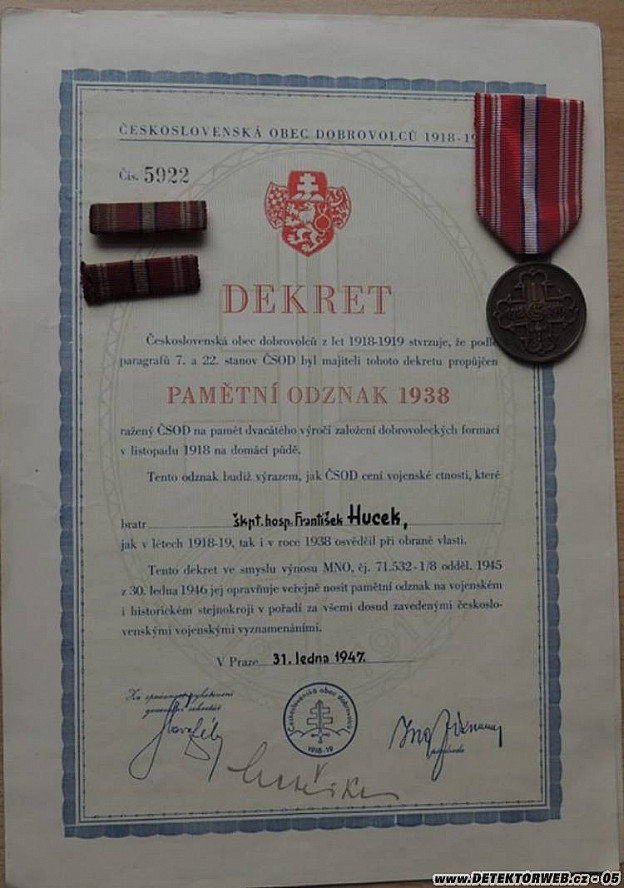 ČESKOSLOVENSKÁ OBEC DOBROVOLCŮ 1918-1
Čís. 5922
DEKRET
Československá obec dobrovolců z let 1918-1919 stvrzuje, že podle
paragrafů 7. a 22. stanov ČSOD byl majiteli tohoto dekretu propůjčen
PAMĚTNÍ ODZNAK 1938
ražený ČSOD na paměť dvacátého výročí založení dobrovoleckých formací
v listopadu 1918 na domácí půdě.
Tento odznak budiž výrazem, jak ČSOD cení vojenské ctnosti, které
bratr škpt. hosp. František Hucek,
jak v létech 1918-19, tak i v roce 1938 osvědčil při obraně vlasti.
Tento dekret ve smyslu výnosu MNO, čj. 71.532-1/8 odděl. 1945
z 30. ledna 1946 jej opravňuje veřejně nosit pamětní odznak na vojenském
i historickém stejnokroji v pořadí za všemi dosud zavedenými českoslo-
venskými vojenskými vyznamenáními.
V Praze 31. ledna 1947.
Československá obec dobrovolců
1918-19
www.DETEKTORWEB.cz - 05